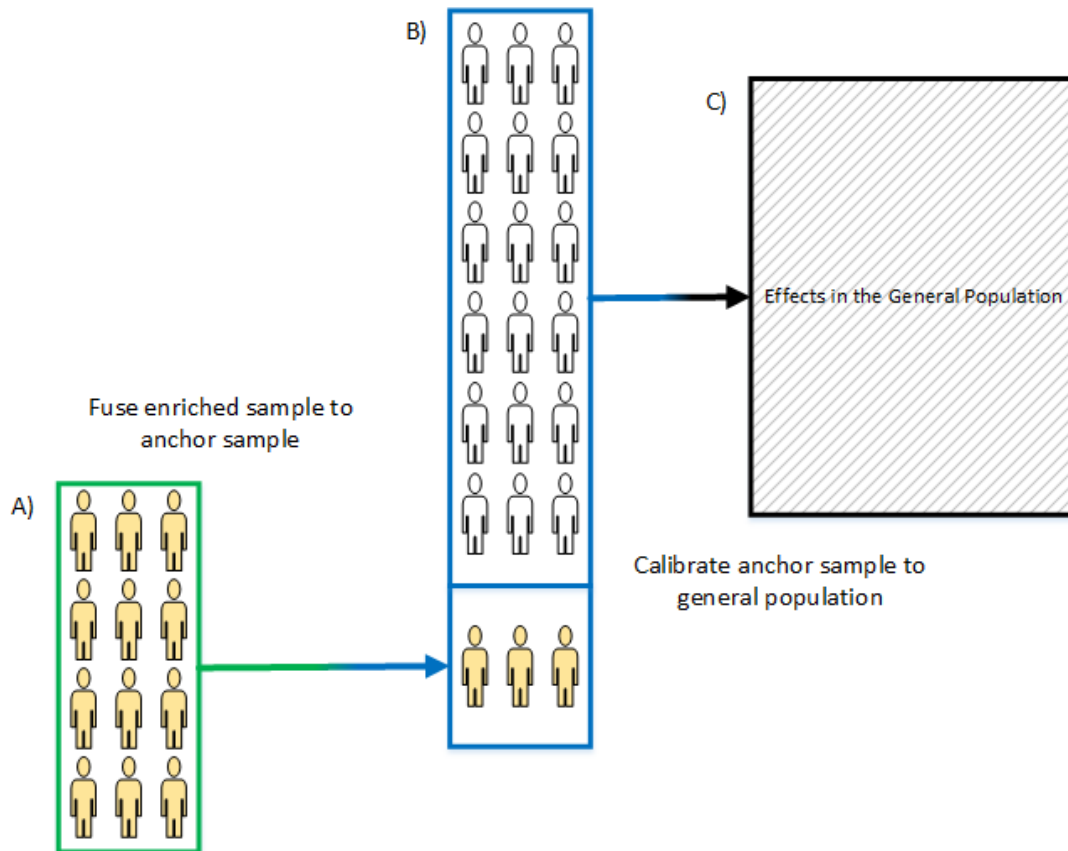 B)
C)
Effects in the General Population
Fuse enriched sample to
anchor sample
A)
Calibrate anchor sample to
general population